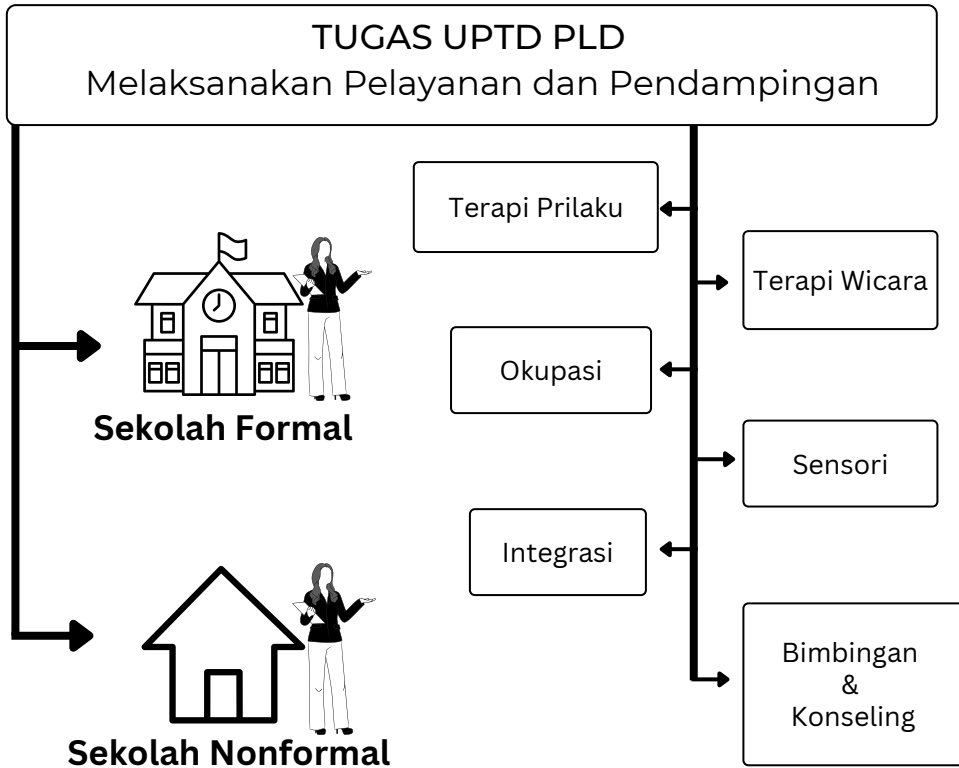 TUGAS UPTD PLD
Melaksanakan Pelayanan dan Pendampingan
Terapi Prilaku
Terapi Wicara
Okupasi
Sekolah Formal
Sensori
Integrasi
Bimbingan
&
Konseling
Sekolah Nonformal